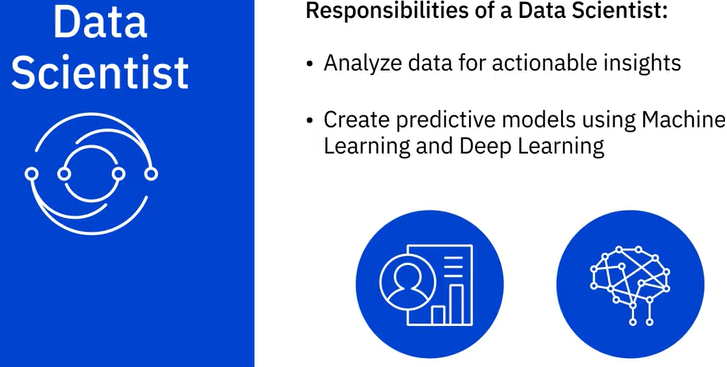 Data
Scientist
Responsibilities of a Data Scientist:
• Analyze data for actionable insights
• Create predictive models using Machine
Learning and Deep Learning